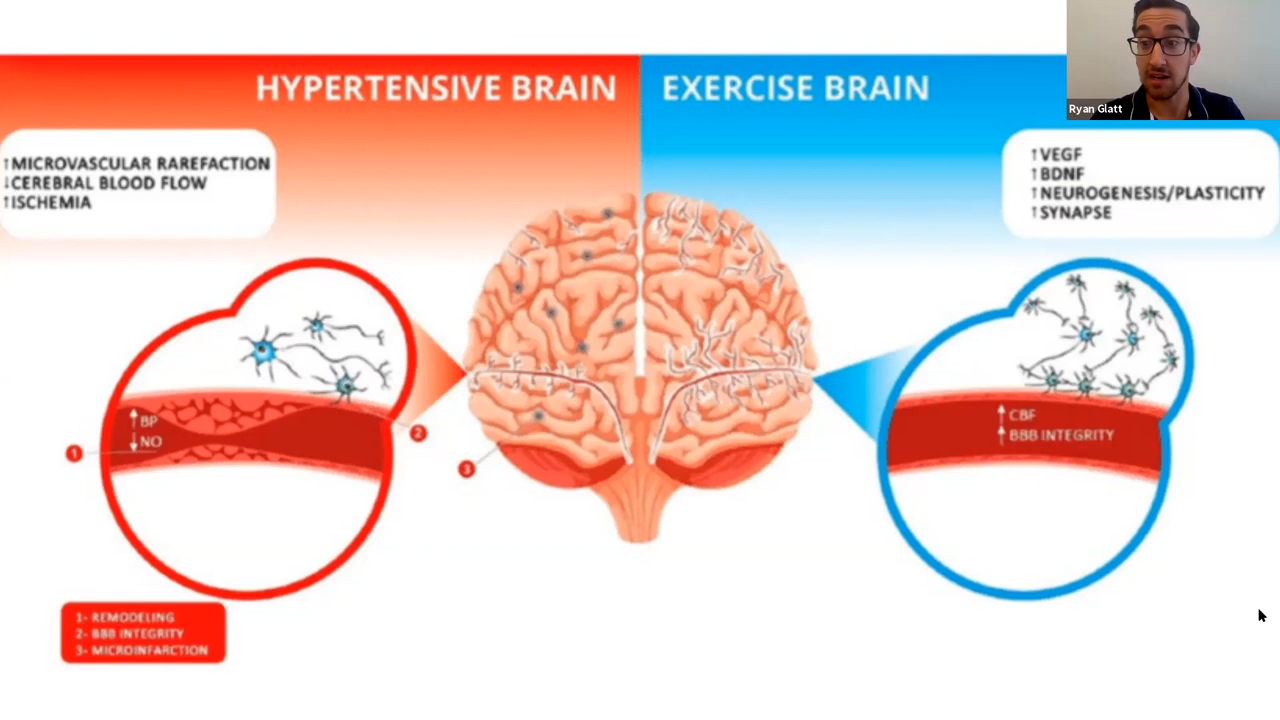 HYPERTENSIVE BRAIN
EXERCISE BRAIN
Ryan Glatt
↑MICROVASCULAR RAREFACTION
↓CEREBRAL BLOOD FLOW
↑ISCHEMIA
↑VEGF
↑BDNF
↑NEUROGENESIS/PLASTICITY
↑SYNAPSE
↑ BP
↓ NO
1
2
3
↑ CBF
↑ BBB INTEGRITY
1- REMODELING
2- BBB INTEGRITY
3- MICROINFARCTION